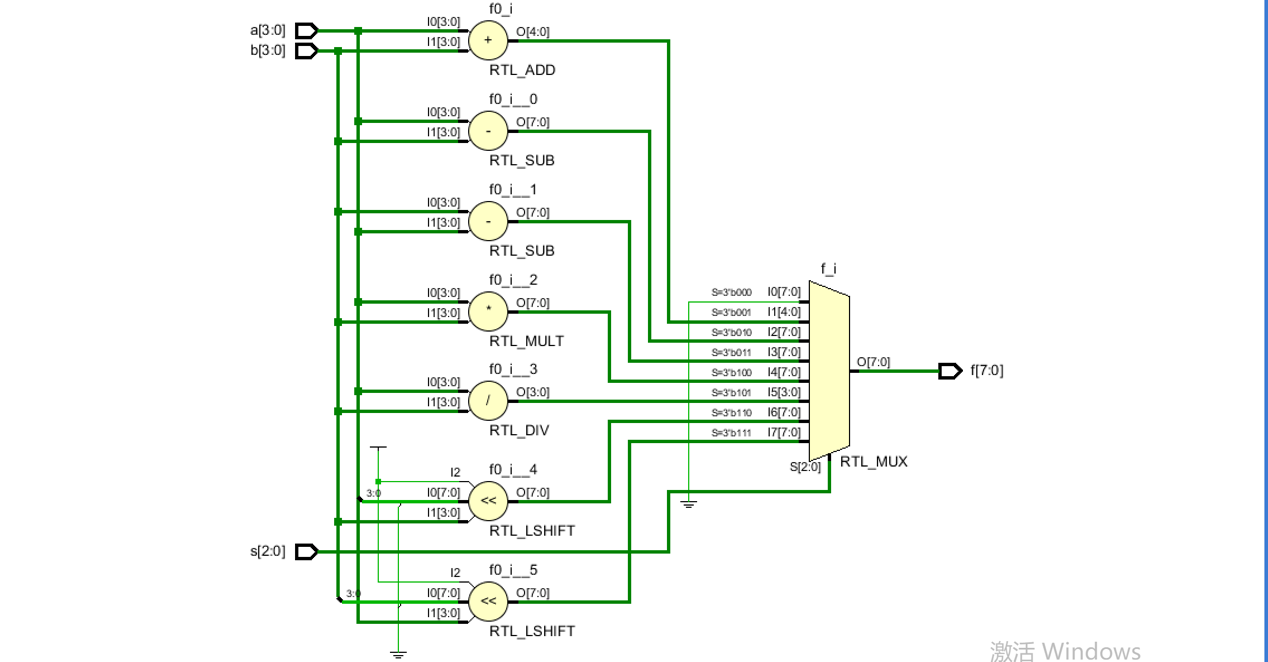 f0_i
a[3:0]
b[3:0]
I0[3:0]
I1[3:0]
+
O[4:0]
RTL_ADD
f0_i__0
I0[3:0]
I1[3:0]
-
O[7:0]
RTL_SUB
f0_i__1
I0[3:0]
I1[3:0]
-
O[7:0]
RTL_SUB
f0_i__2
I0[3:0]
I1[3:0]
*
O[7:0]
RTL_MULT
f0_i__3
I0[3:0]
I1[3:0]
/
O[3:0]
RTL_DIV
f0_i__4
I2
3:0
I0[7:0]
I1[3:0]
<<
O[7:0]
RTL_LSHIFT
s[2:0]
f0_i__5
I2
3:0
I0[7:0]
I1[3:0]
<<
O[7:0]
RTL_LSHIFT
f_i
S=3'b000 I0[7:0]
S=3'b001 I1[4:0]
S=3'b010 I2[7:0]
S=3'b011 I3[7:0]
S=3'b100 I4[7:0]
S=3'b101 I5[3:0]
S=3'b110 I6[7:0]
S=3'b111 I7[7:0]
S[2:0]
RTL_MUX
O[7:0]
f[7:0]
激活 Windows